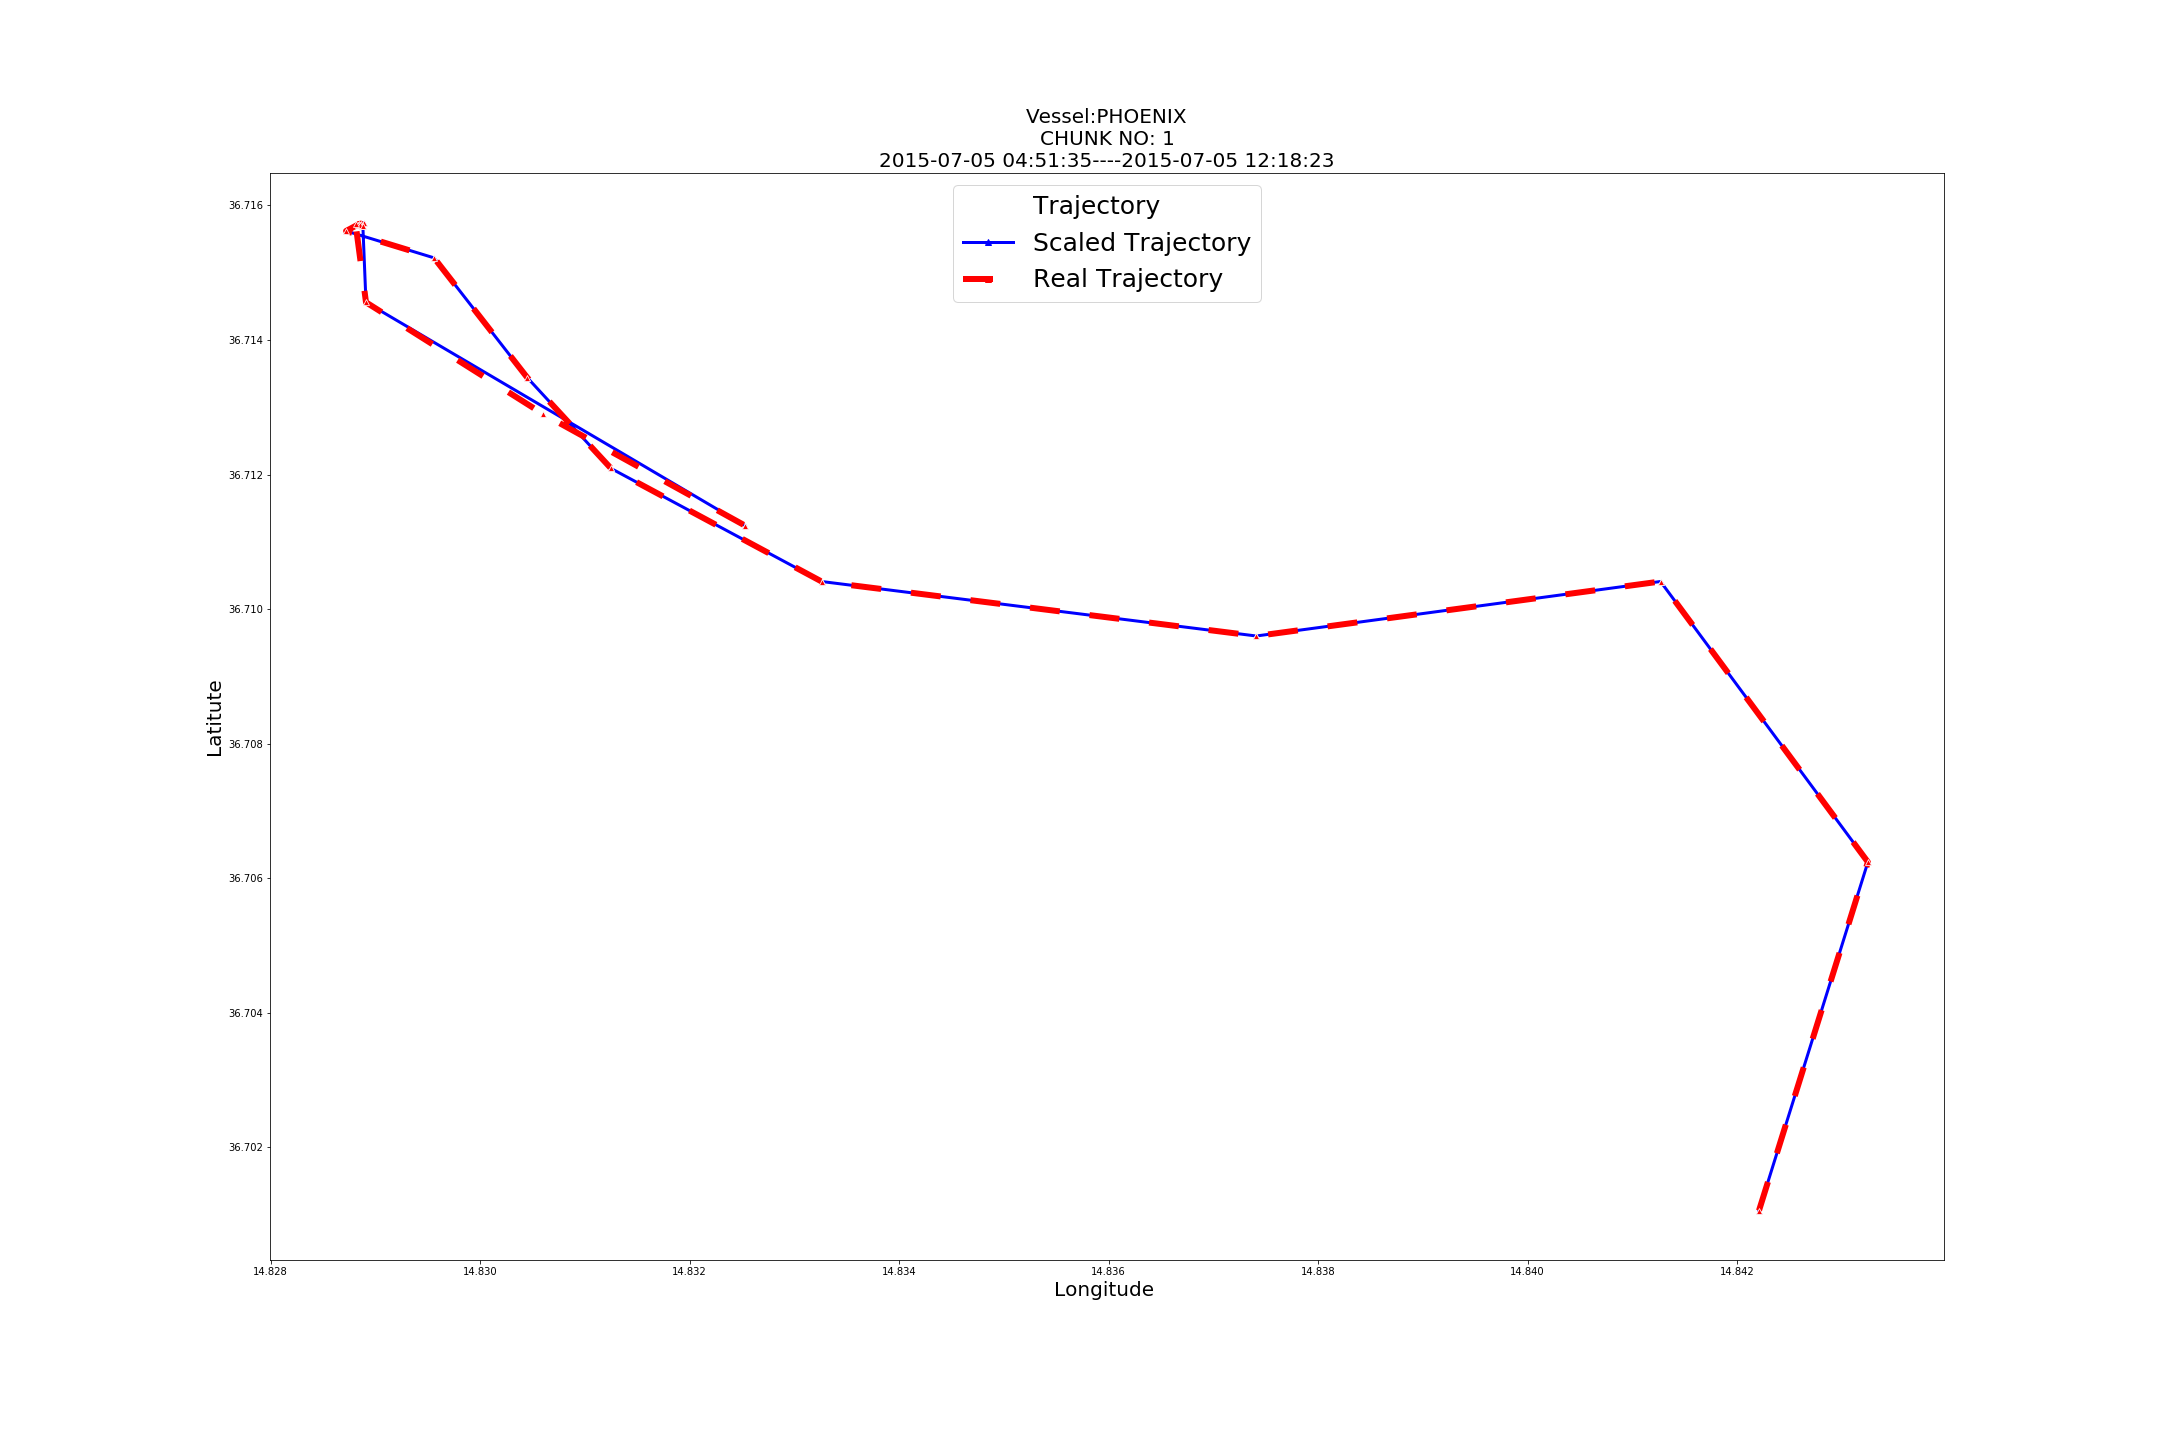 Vessel:PHOENIX
CHUNK NO: 1
2015-07-05 04:51:35----2015-07-05 12:18:23
Trajectory
Scaled Trajectory
Real Trajectory
36.716
36.714
36.712
36.710
36.708
36.706
36.704
36.702
Latitute
14.828 14.830 14.832 14.834 14.836 14.838 14.840 14.842
Longitude